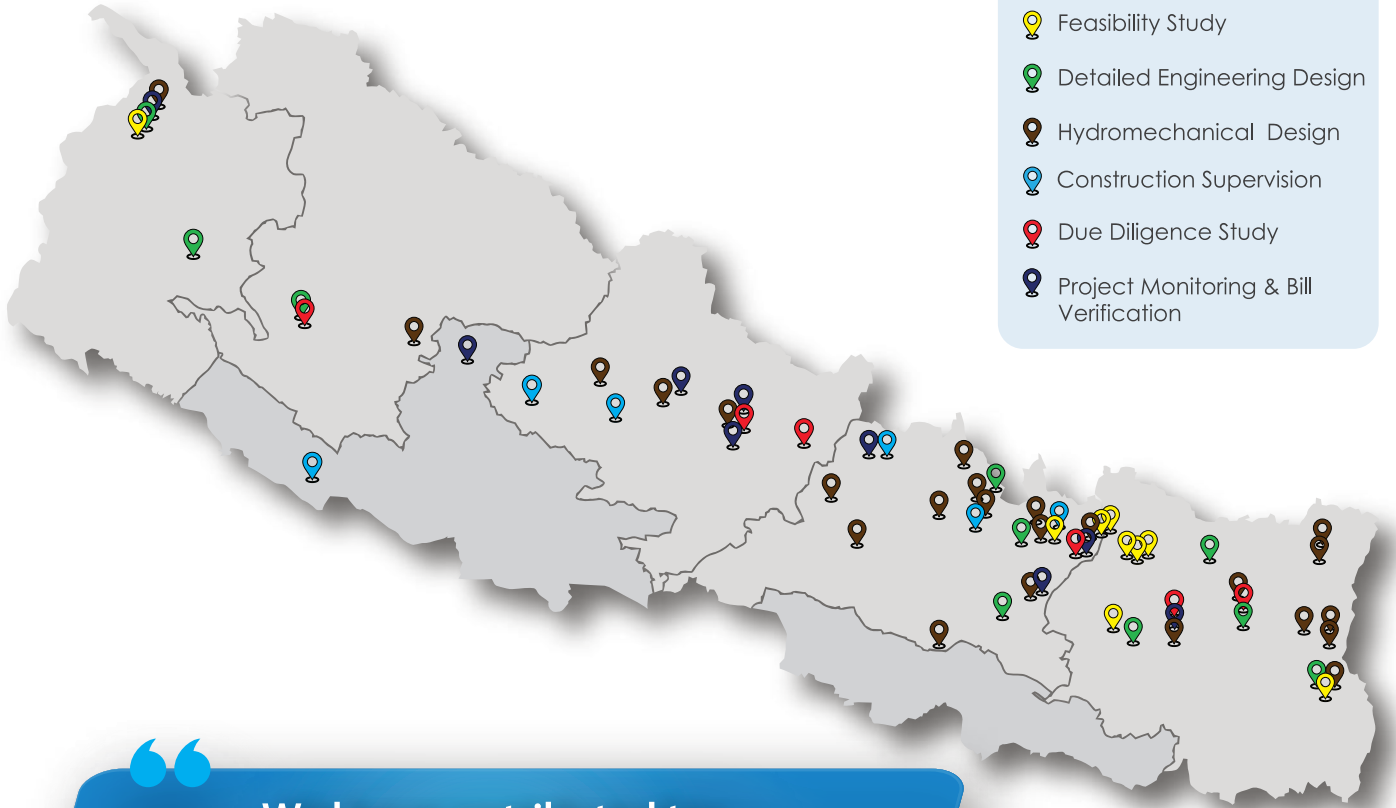 Feasibility Study
Detailed Engineering Design
Hydromechanical Design
Construction Supervision
Due Diligence Study
Project Monitoring & Bill
Verification
We have contributed to